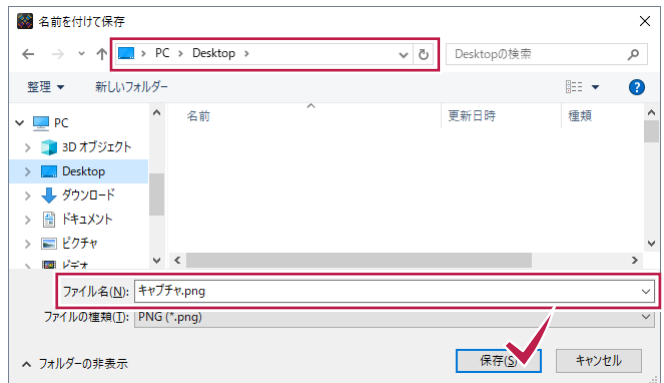 名前を付けて保存
PC > Desktop >
Desktopの検索
整理
新しいフォルダー
PC
3D オブジェクト
Desktop
ダウンロード
ドキュメント
ピクチャ
ビデオ
名前
更新日時
種類
ファイル名(N): キャプチャ.png
ファイルの種類(T): PNG (*.png)
フォルダーの非表示
保存(S)
キャンセル